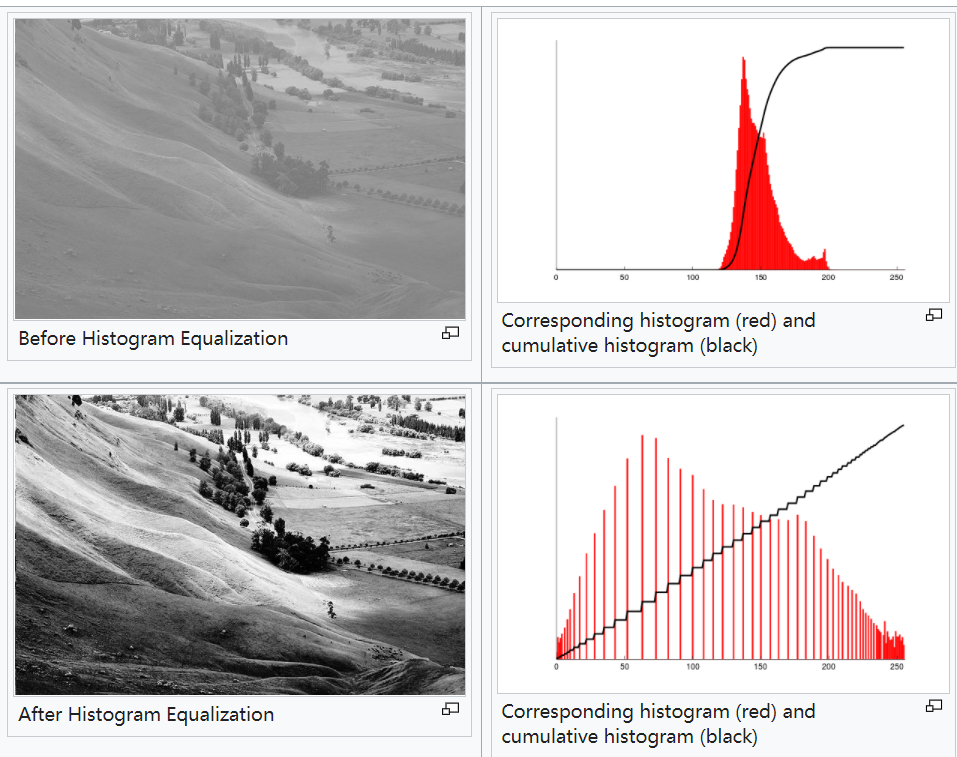 Before Histogram Equalization
0 50 100 150 200 250
Corresponding histogram (red) and
cumulative histogram (black)
After Histogram Equalization
0 50 100 150 200 250
Corresponding histogram (red) and
cumulative histogram (black)